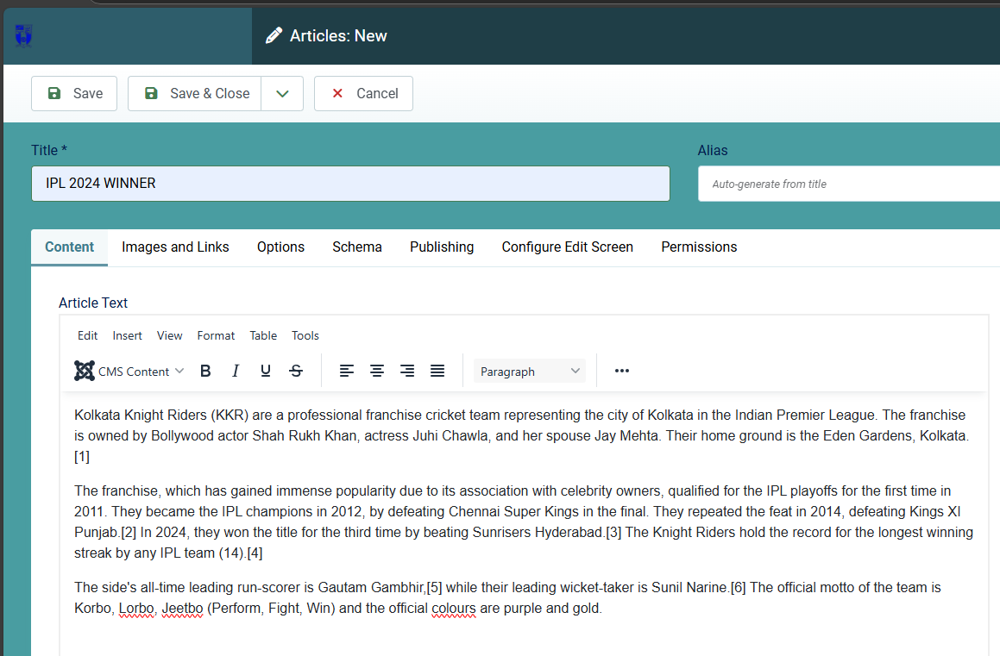 Articles: New
Save
Save & Close
Cancel
Title *
Alias
IPL 2024 WINNER
Auto-generate from title
Content
Images and Links
Options
Schema
Publishing
Configure Edit Screen
Permissions
Article Text
Edit
Insert
View
Format
Table
Tools
CMS Content
B
I
U
S
Paragraph
Kolkata Knight Riders (KKR) are a professional franchise cricket team representing the city of Kolkata in the Indian Premier League. The franchise
is owned by Bollywood actor Shah Rukh Khan, actress Juhi Chawla, and her spouse Jay Mehta. Their home ground is the Eden Gardens, Kolkata.
[1]
The franchise, which has gained immense popularity due to its association with celebrity owners, qualified for the IPL playoffs for the first time in
2011. They became the IPL champions in 2012, by defeating Chennai Super Kings in the final. They repeated the feat in 2014, defeating Kings XI
Punjab.[2] In 2024, they won the title for the third time by beating Sunrisers Hyderabad.[3] The Knight Riders hold the record for the longest winning
streak by any IPL team (14).[4]
The side's all-time leading run-scorer is Gautam Gambhir,[5] while their leading wicket-taker is Sunil Narine.[6] The official motto of the team is
Korbo, Lorbo, Jeetbo (Perform, Fight, Win) and the official colours are purple and gold.